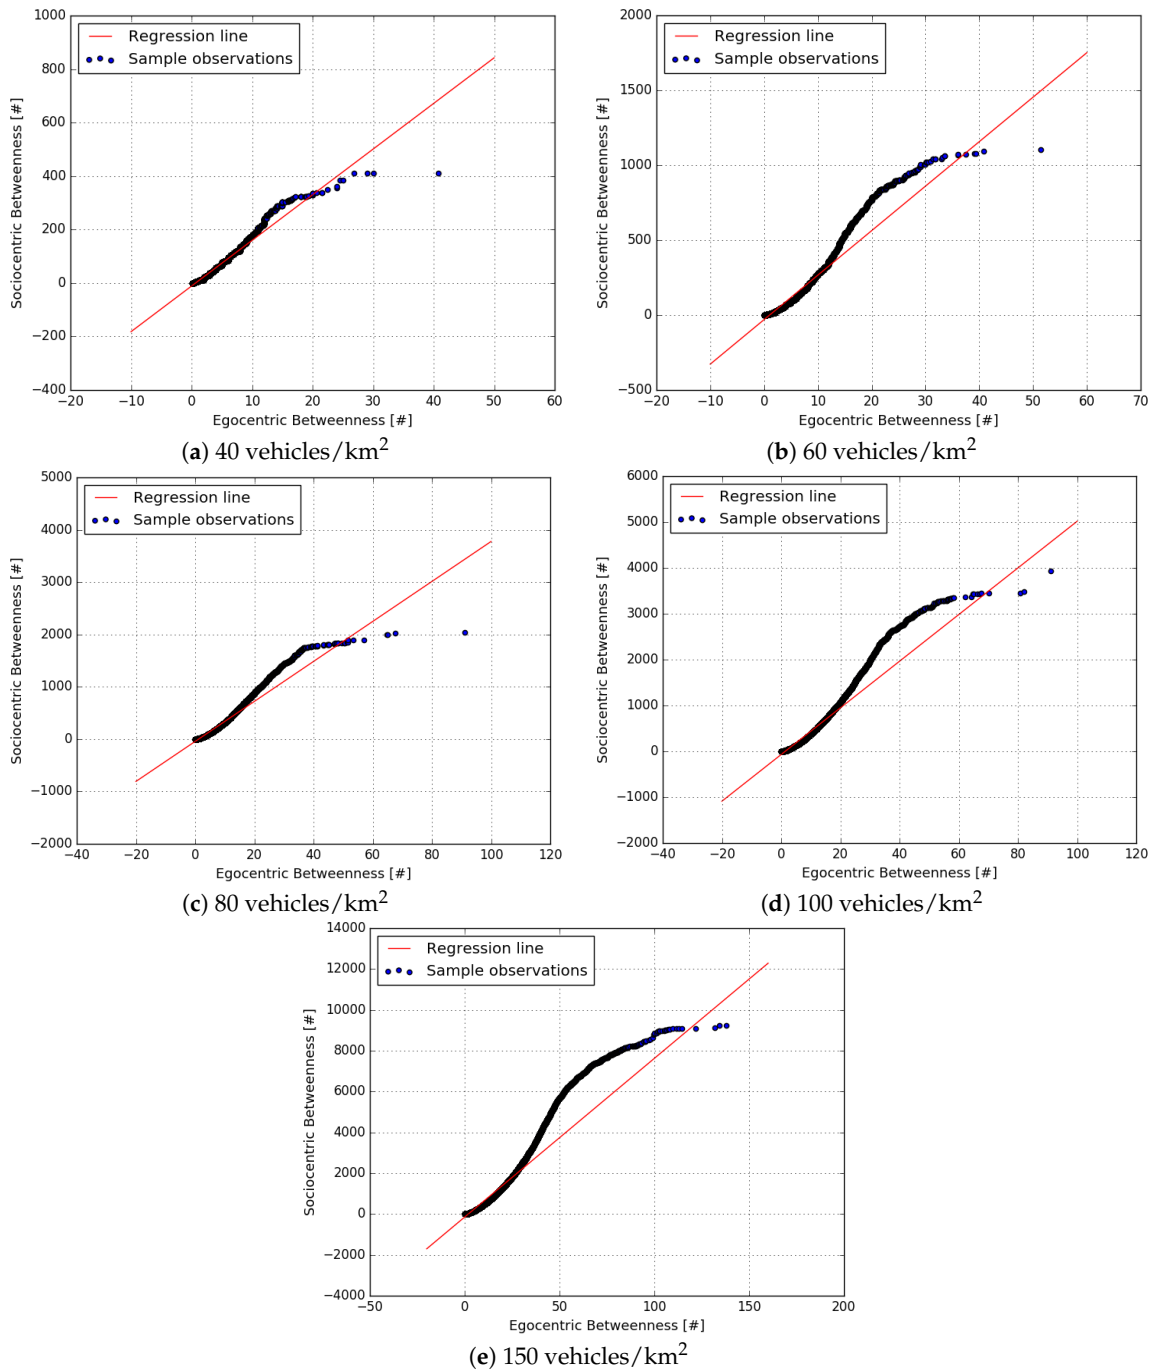 1000
800
600
400
200
0
−200
−400
Sociocentric Betweenness [#]
Regression line
Sample observations
−20 −10 0 10 20 30 40 50 60
Egocentric Betweenness [#]
(a) 40 vehicles/km²
2000
1500
1000
500
0
−500
Sociocentric Betweenness [#]
Regression line
Sample observations
−20 −10 0 10 20 30 40 50 60 70
Egocentric Betweenness [#]
(b) 60 vehicles/km²
5000
4000
3000
2000
1000
0
−1000
−2000
Sociocentric Betweenness [#]
Regression line
Sample observations
−40 −20 0 20 40 60 80 100 120
Egocentric Betweenness [#]
(c) 80 vehicles/km²
6000
5000
4000
3000
2000
1000
0
−1000
−2000
Sociocentric Betweenness [#]
Regression line
Sample observations
−40 −20 0 20 40 60 80 100 120
Egocentric Betweenness [#]
(d) 100 vehicles/km²
14000
12000
10000
8000
6000
4000
2000
0
−2000
−4000
Sociocentric Betweenness [#]
Regression line
Sample observations
−50 0 50 100 150 200
Egocentric Betweenness [#]
(e) 150 vehicles/km²